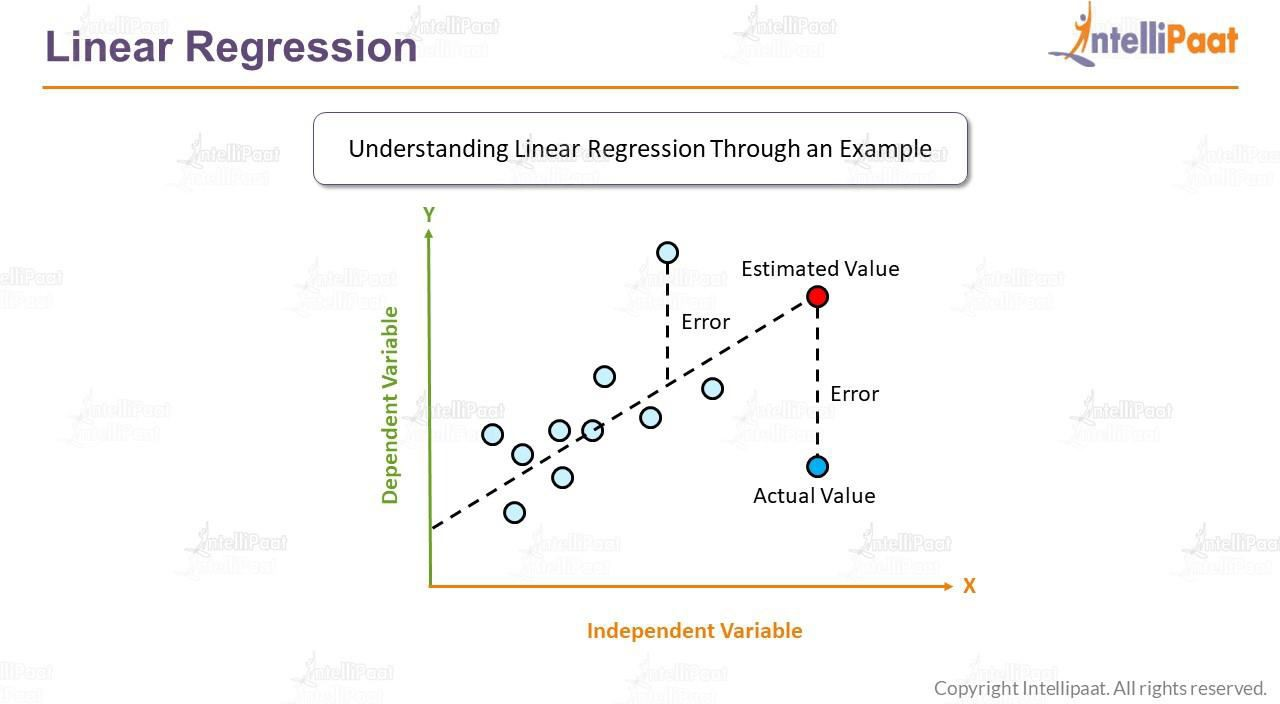 Linear Regression
IntelliPaat
Understanding Linear Regression Through an Example
Y
Estimated Value
Error
Dependent Variable
Error
Actual Value
X
Independent Variable
Copyright Intellipaat. All rights reserved.